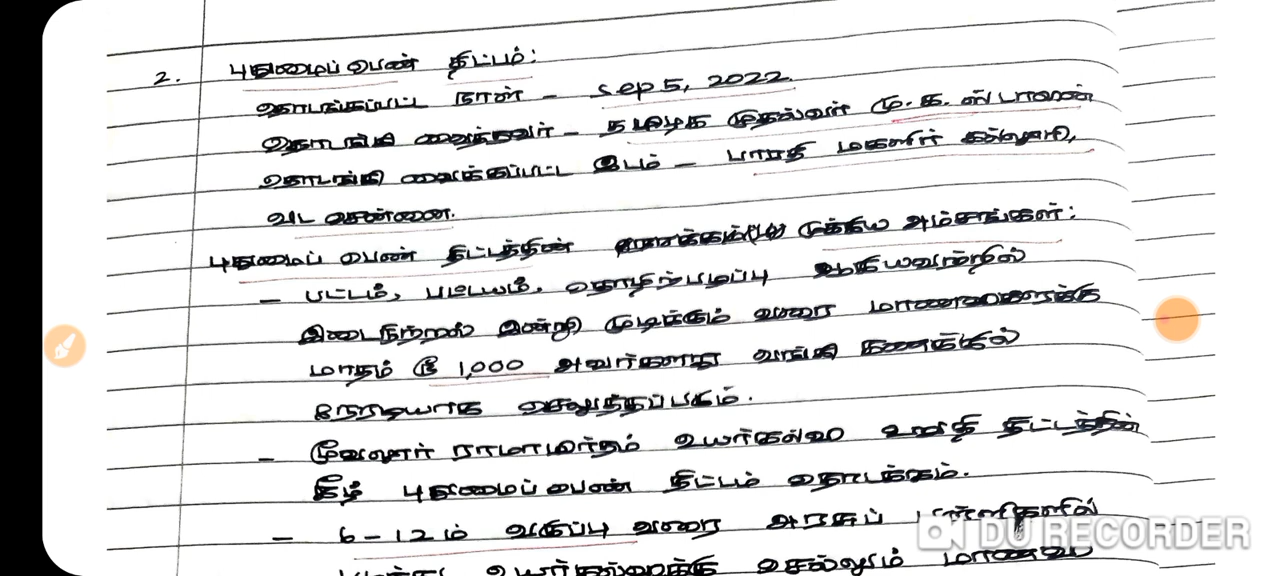 2. புதுமைப் பெண் திட்டம்:
தொடங்கப்பட்ட நாள் - Sep 5, 2022.
தொடங்கி வைத்தவர் - தமிழக முதல்வர் மு.க.ஸ்டாலின்
தொடங்கி வைக்கப்பட்ட இடம் - பாரதி மகளிர் கல்லூரி,
வட சென்னை.
புதுமைப் பெண் திட்டத்தின் முக்கிய அம்சங்கள்:
- பட்டம், பட்டயம், தொழிற்படிப்பு ஆகியவற்றில்
இடைநிற்றல் இன்றி முடிக்கும் வரை மாணவிகளுக்கு
மாதம் ரூ 1,000 அவர்களது வங்கி கணக்கில்
நேரடியாக செலுத்தப்படும்.
- மூவலூர் ராமாமிர்தம் உயர்கல்வி உறுதி திட்டத்தின்
கீழ் புதுமைப் பெண் திட்டம் தொடக்கம்.
- 6-12ம் வகுப்பு வரை அரசுப் பள்ளிகளில்
உயர்கல்விக்கு செல்லும்
DU RECORDER